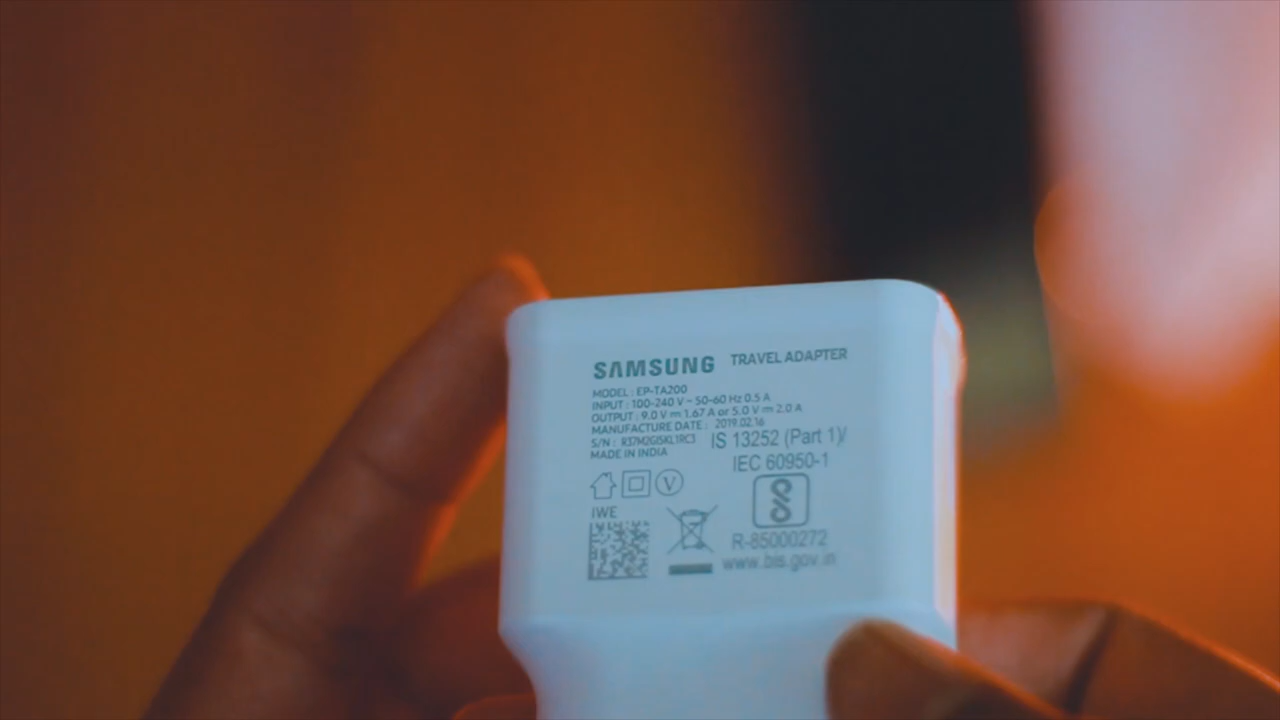 SAMSUNG TRAVEL ADAPTER
MODEL : EP-TA200
INPUT : 100-240 V ~ 50-60 Hz 0.5 A
OUTPUT : 9.0 V ⎓ 1.67 A or 5.0 V ⎓ 2.0 A
MANUFACTURE DATE : 2019.02.16
S/N : R37M2GISKL1RC3
MADE IN INDIA
IS 13252 (Part 1)/
IEC 60950-1
V
IWE
R-85000272
www.bis.gov.in